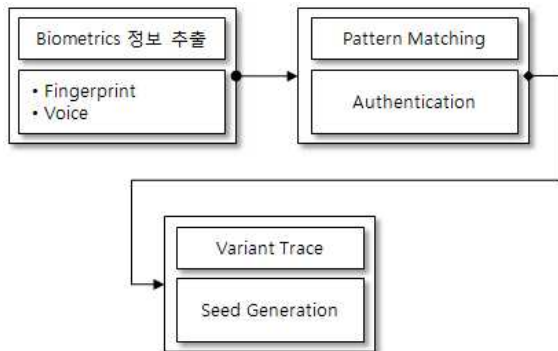 Biometrics 정보 추출
• Fingerprint
• Voice
Pattern Matching
Authentication
Variant Trace
Seed Generation